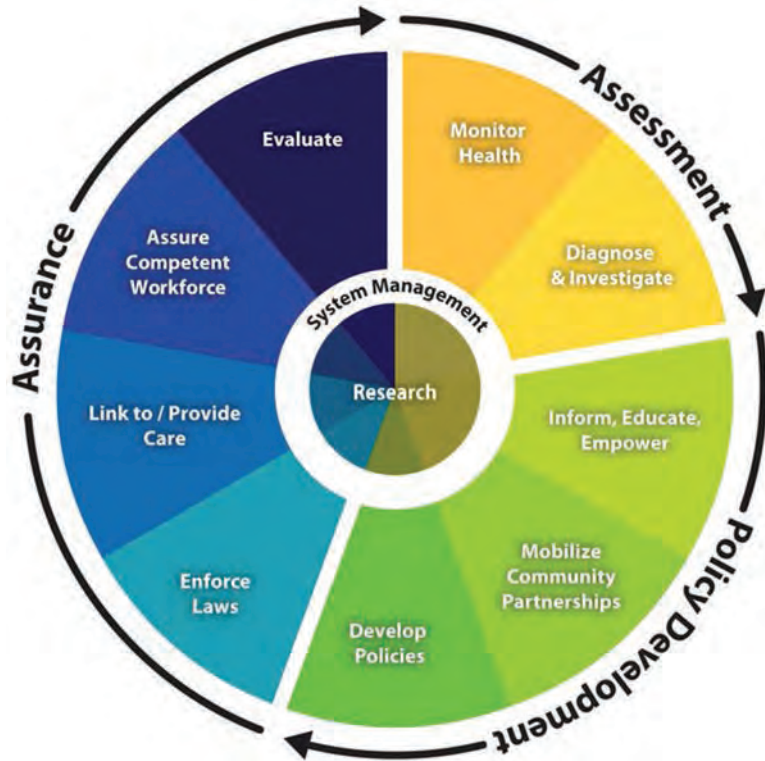 Assessment
Monitor
Health
Diagnose
& Investigate
Policy Development
Inform, Educate,
Empower
Mobilize
Community
Partnerships
Develop
Policies
Assurance
Enforce
Laws
Link to / Provide
Care
Assure
Competent
Workforce
Evaluate
System Management
Research